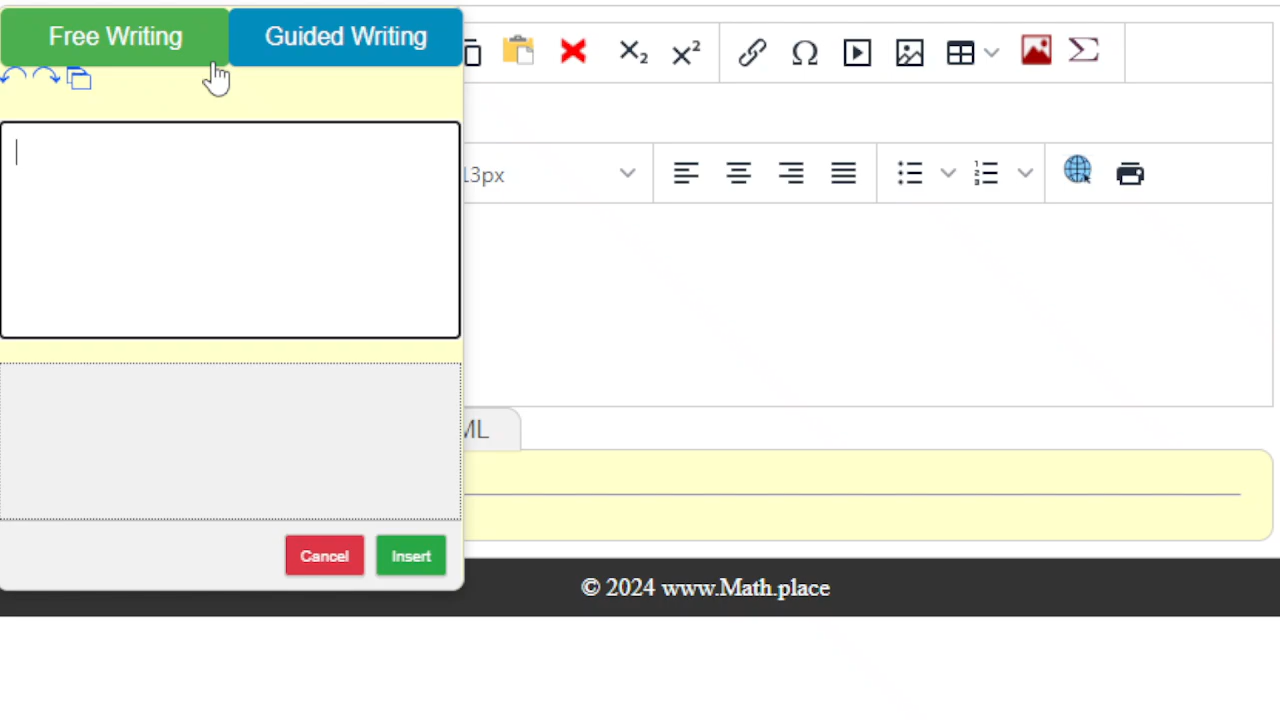 Free Writing Guided Writing
13px
ML
Cancel Insert
© 2024 www.Math.place